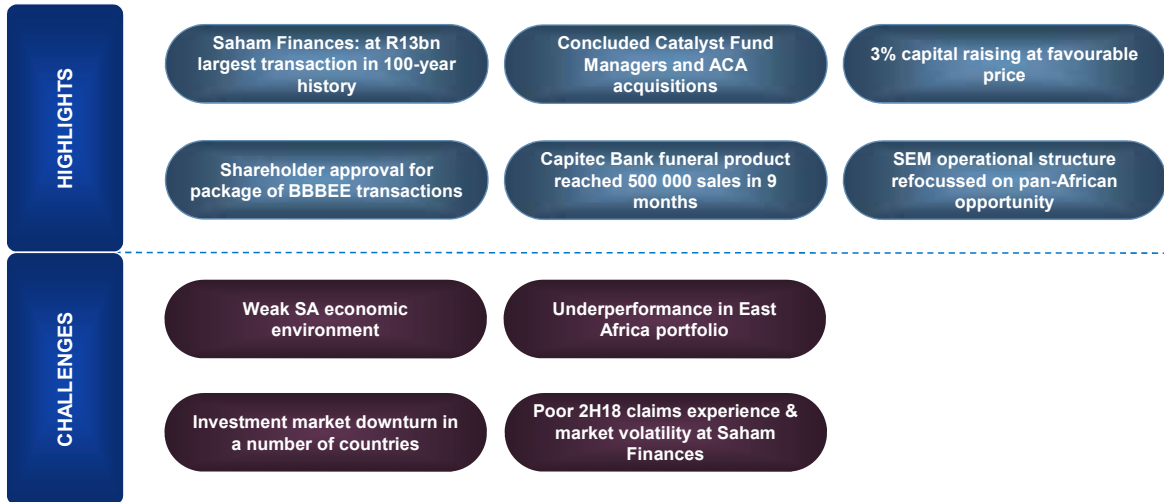 HIGHLIGHTS
Saham Finances: at R13bn
largest transaction in 100-year
history
Concluded Catalyst Fund
Managers and ACA
acquisitions
3% capital raising at favourable
price
Shareholder approval for
package of BBBEE transactions
Capitec Bank funeral product
reached 500 000 sales in 9
months
SEM operational structure
refocussed on pan-African
opportunity
CHALLENGES
Weak SA economic
environment
Underperformance in East
Africa portfolio
Investment market downturn in
a number of countries
Poor 2H18 claims experience &
market volatility at Saham
Finances